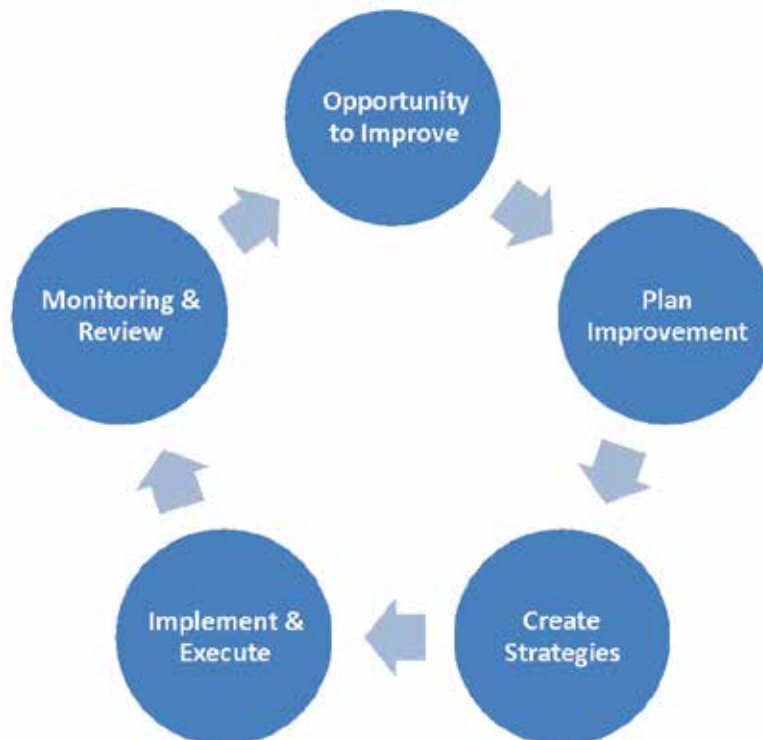 Opportunity
to Improve
Plan
Improvement
Create
Strategies
Implement &
Execute
Monitoring &
Review